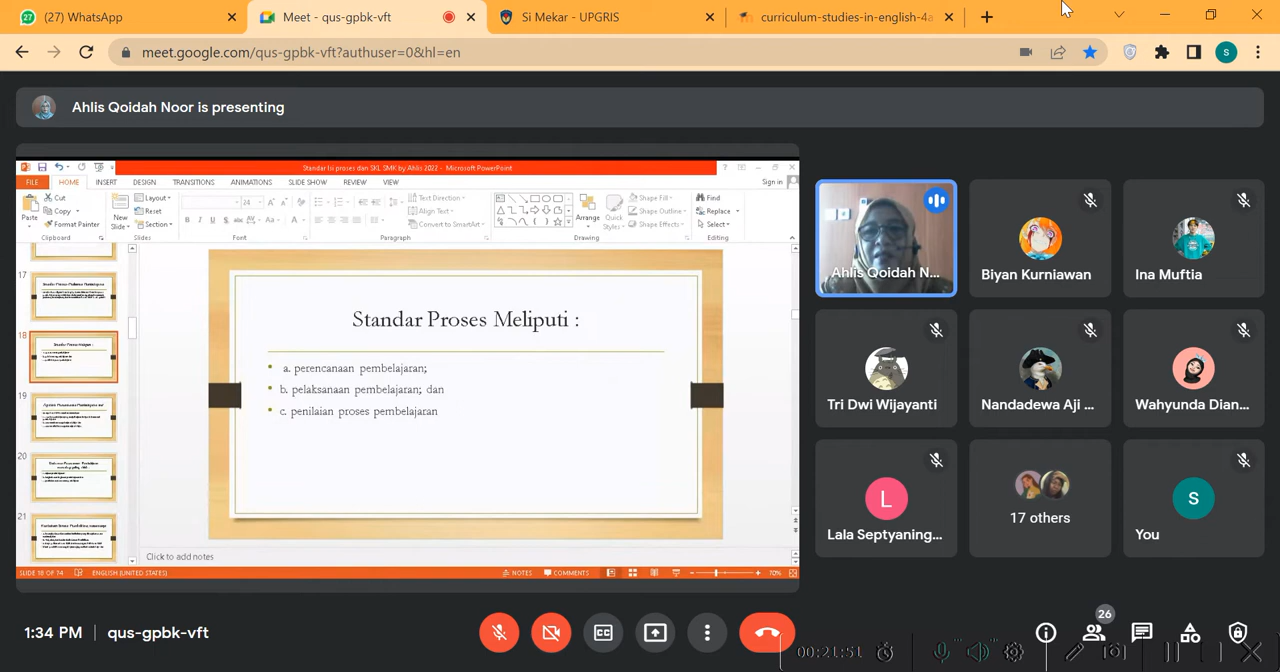 27
(27) WhatsApp
Meet - qus-gpbk-vft
Si Mekar - UPGRIS
curriculum-studies-in-english-4a
meet.google.com/qus-gpbk-vft?authuser=0&hl=en
S
Ahlis Qoidah Noor is presenting
Standar Isi proses dan SKL SMK by Ahlis 2022 - Microsoft PowerPoint
FILE HOME INSERT DESIGN TRANSITIONS ANIMATIONS SLIDE SHOW REVIEW VIEW
Sign in
Paste
Cut
Copy
Format Painter
Clipboard
New
Slide
Layout
Reset
Section
Slides
24
Font
Text Direction
Align Text
Convert to SmartArt
Paragraph
Arrange
Quick
Styles
Shape Fill
Shape Outline
Shape Effects
Drawing
Find
Replace
Select
Editing
17
18
19
20
21
Standar Proses Meliputi :
a. perencanaan pembelajaran;
b. pelaksanaan pembelajaran; dan
c. penilaian proses pembelajaran
Click to add notes
SLIDE 18 OF 74
ENGLISH (UNITED STATES)
NOTES
COMMENTS
70%
Ahlis Qoidah N...
Biyan Kurniawan
Ina Muftia
Tri Dwi Wijayanti
Nandadewa Aji ...
Wahyunda Dian...
L
Lala Septyaning...
17 others
S
You
1:34 PM
qus-gpbk-vft
CC
26
00:21:51